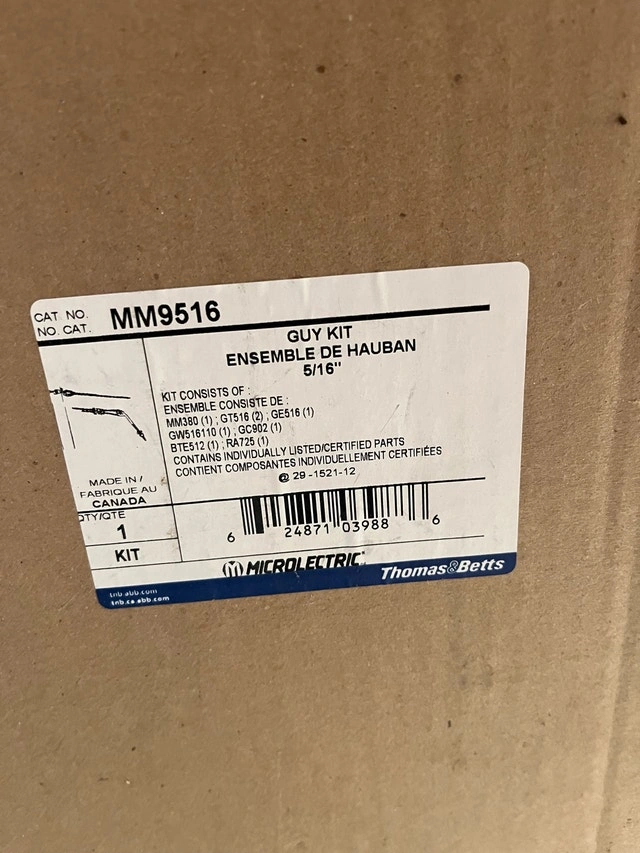 CAT NO.
NO. CAT.
MM9516
GUY KIT
ENSEMBLE DE HAUBAN
5/16"
KIT CONSISTS OF :
ENSEMBLE CONSISTE DE :
MM380 (1) ; GT516 (2) ; GE516 (1)
GW516110 (1) ; GC902 (1)
BTE512 (1) ; RA725 (1)
CONTAINS INDIVIDUALLY LISTED/CERTIFIED PARTS
CONTIENT COMPOSANTES INDIVIDUELLEMENT CERTIFIÉES
29-1521-12
MADE IN /
FABRIQUE AU
CANADA
QTY/QTE
1
KIT
6 24871 03988 6
MICROLECTRIC
Thomas&Betts
tnb.abb.com
tnb.ca.abb.com